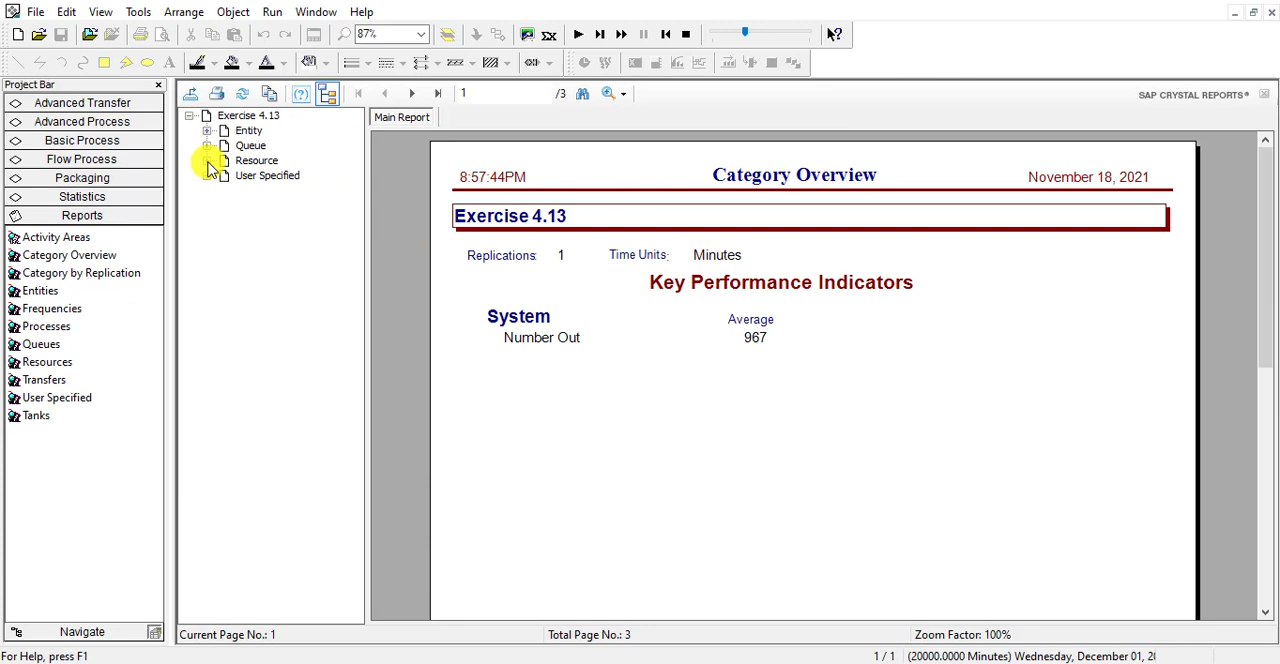 File Edit View Tools Arrange Object Run Window Help
87%
Project Bar
Advanced Transfer
Advanced Process
Basic Process
Flow Process
Packaging
Statistics
Reports
Activity Areas
Category Overview
Category by Replication
Entities
Frequencies
Processes
Queues
Resources
Transfers
User Specified
Tanks
Navigate
1 /3
SAP CRYSTAL REPORTS®
Exercise 4.13
Entity
Queue
Resource
User Specified
Main Report
8:57:44PM Category Overview November 18, 2021
Exercise 4.13
Replications: 1 Time Units: Minutes
Key Performance Indicators
System Average
Number Out 967
Current Page No.: 1 Total Page No.: 3 Zoom Factor: 100%
For Help, press F1 1 / 1 (20000.0000 Minutes) Wednesday, December 01, 20